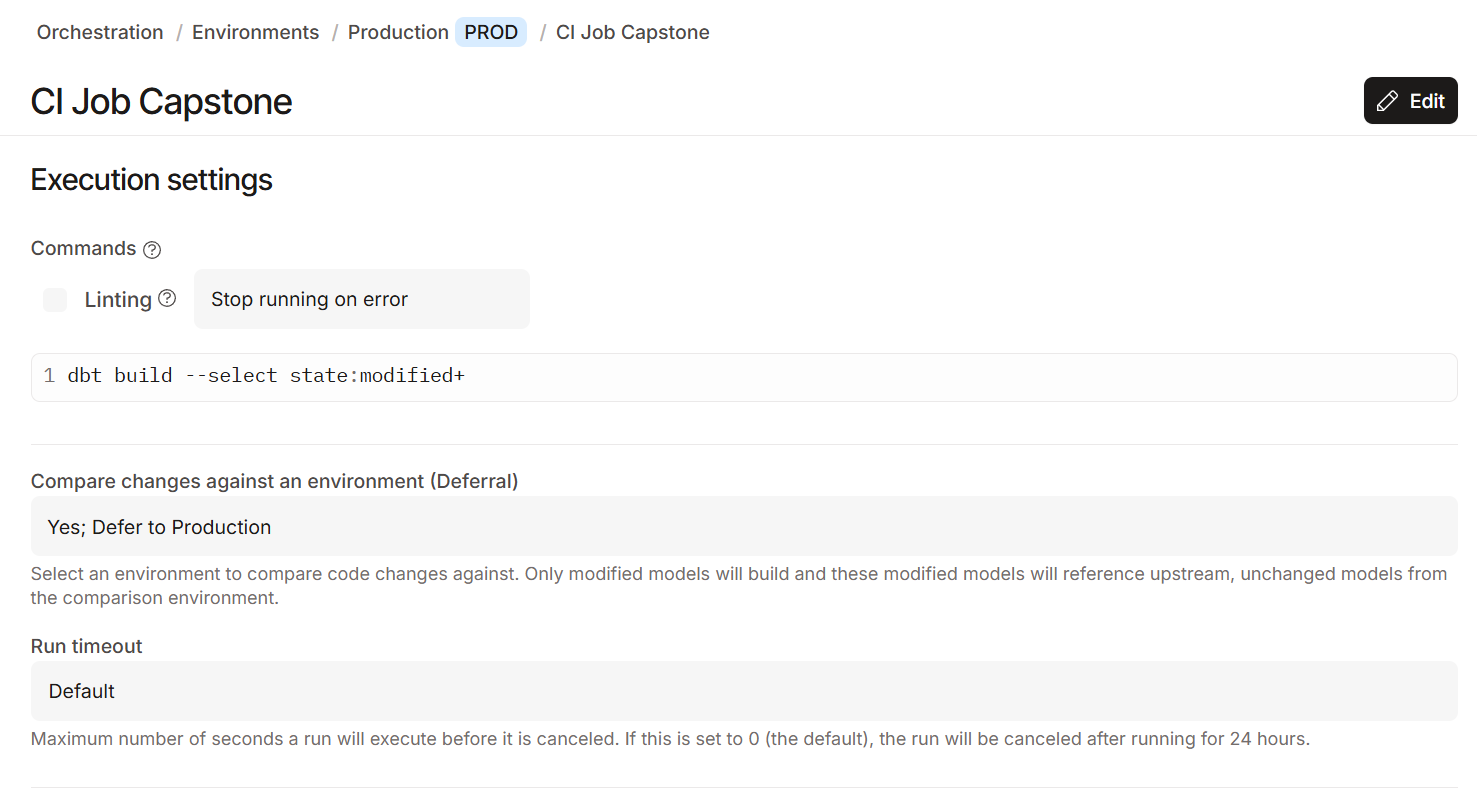 Orchestration / Environments / Production PROD / CI Job Capstone
CI Job Capstone
Edit
Execution settings
Commands ?
Linting ? Stop running on error
1 dbt build --select state:modified+
Compare changes against an environment (Deferral)
Yes; Defer to Production
Select an environment to compare code changes against. Only modified models will build and these modified models will reference upstream, unchanged models from
the comparison environment.
Run timeout
Default
Maximum number of seconds a run will execute before it is canceled. If this is set to 0 (the default), the run will be canceled after running for 24 hours.